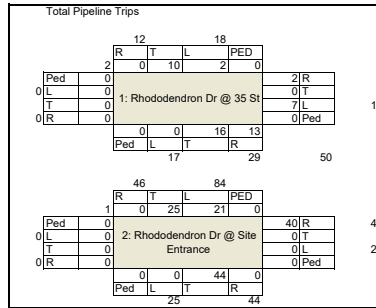 Total Pipeline Trips
12 18
R T L PED
2 0 10 2 0
Ped 0 2 R
0 L 0 0 T
T 0 7 L 1
0 R 0 0 Ped
1: Rhododendron Dr @ 35 St
0 0 16 13
Ped L T R
17 29 50
46 84
R T L PED
1 0 25 21 0
Ped 0 40 R 4
0 L 0 0 T
T 0 0 L 2
0 R 0 0 Ped
2: Rhododendron Dr @ Site
Entrance
0 0 44 0
Ped L T R
25 44